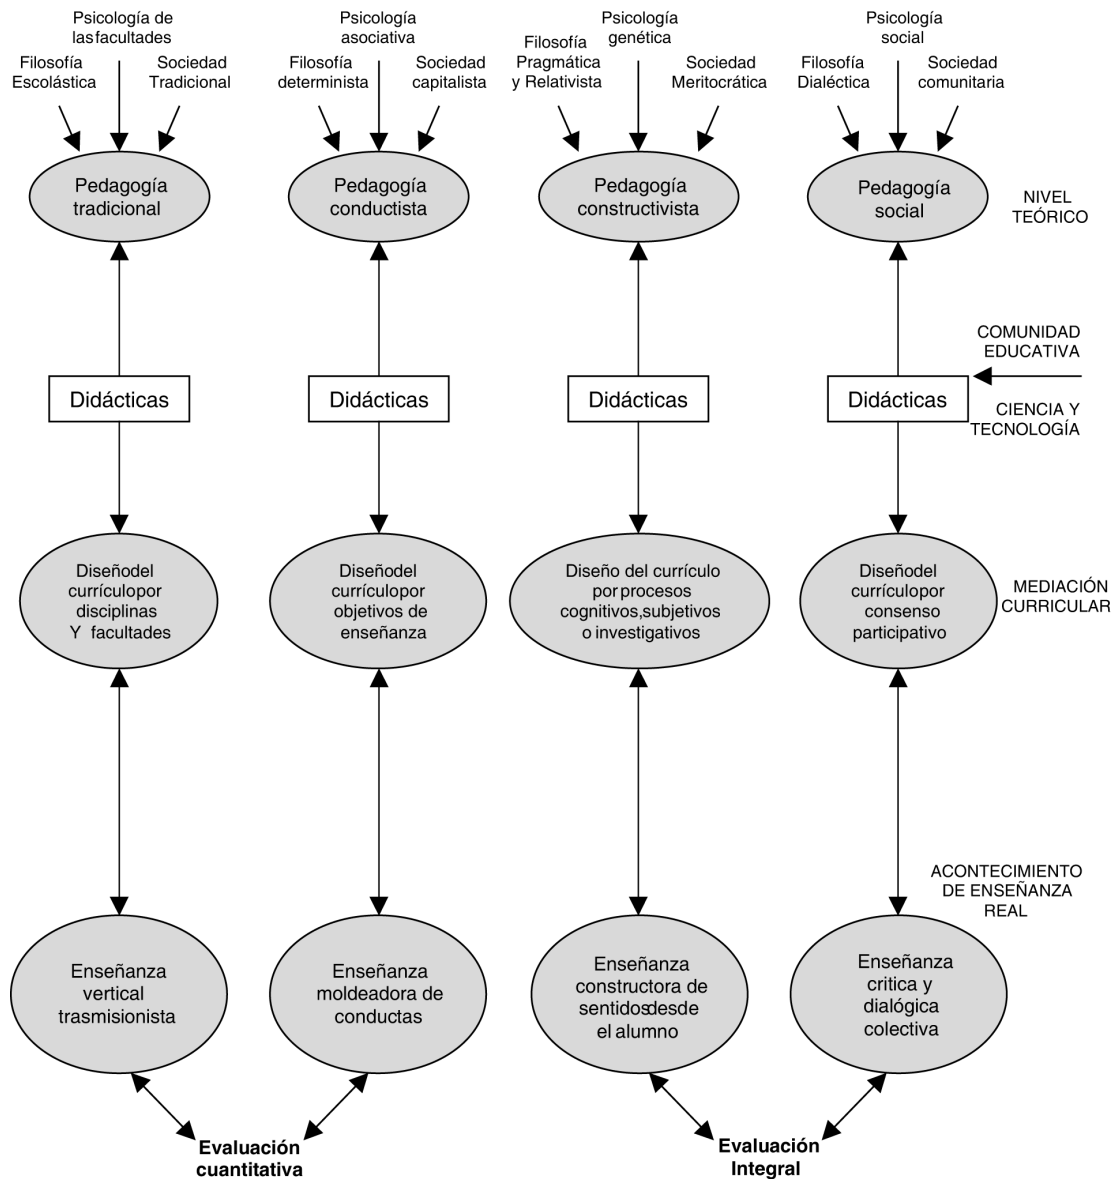 Psicología de
las facultades
Filosofía
Escolástica
Sociedad
Tradicional
Psicología
asociativa
Filosofía
determinista
Sociedad
capitalista
Psicología
genética
Filosofía
Pragmática
y Relativista
Sociedad
Meritocrática
Psicología
social
Filosofía
Dialéctica
Sociedad
comunitaria
Pedagogía
tradicional
Pedagogía
conductista
Pedagogía
constructivista
Pedagogía
social
NIVEL
TEÓRICO
COMUNIDAD
EDUCATIVA
Didácticas
Didácticas
Didácticas
Didácticas
CIENCIA Y
TECNOLOGÍA
Diseñodel
currículopor
disciplinas
Y facultades
Diseñodel
currículopor
objetivos de
enseñanza
Diseño del currículo
por procesos
cognitivos,subjetivos
o investigativos
Diseñodel
currículopor
consenso
participativo
MEDIACIÓN
CURRICULAR
ACONTECIMIENTO
DE ENSEÑANZA
REAL
Enseñanza
vertical
trasmisionista
Enseñanza
moldeadora de
conductas
Enseñanza
constructora de
sentidosdesde
el alumno
Enseñanza
critica y
dialógica
colectiva
Evaluación
cuantitativa
Evaluación
Integral